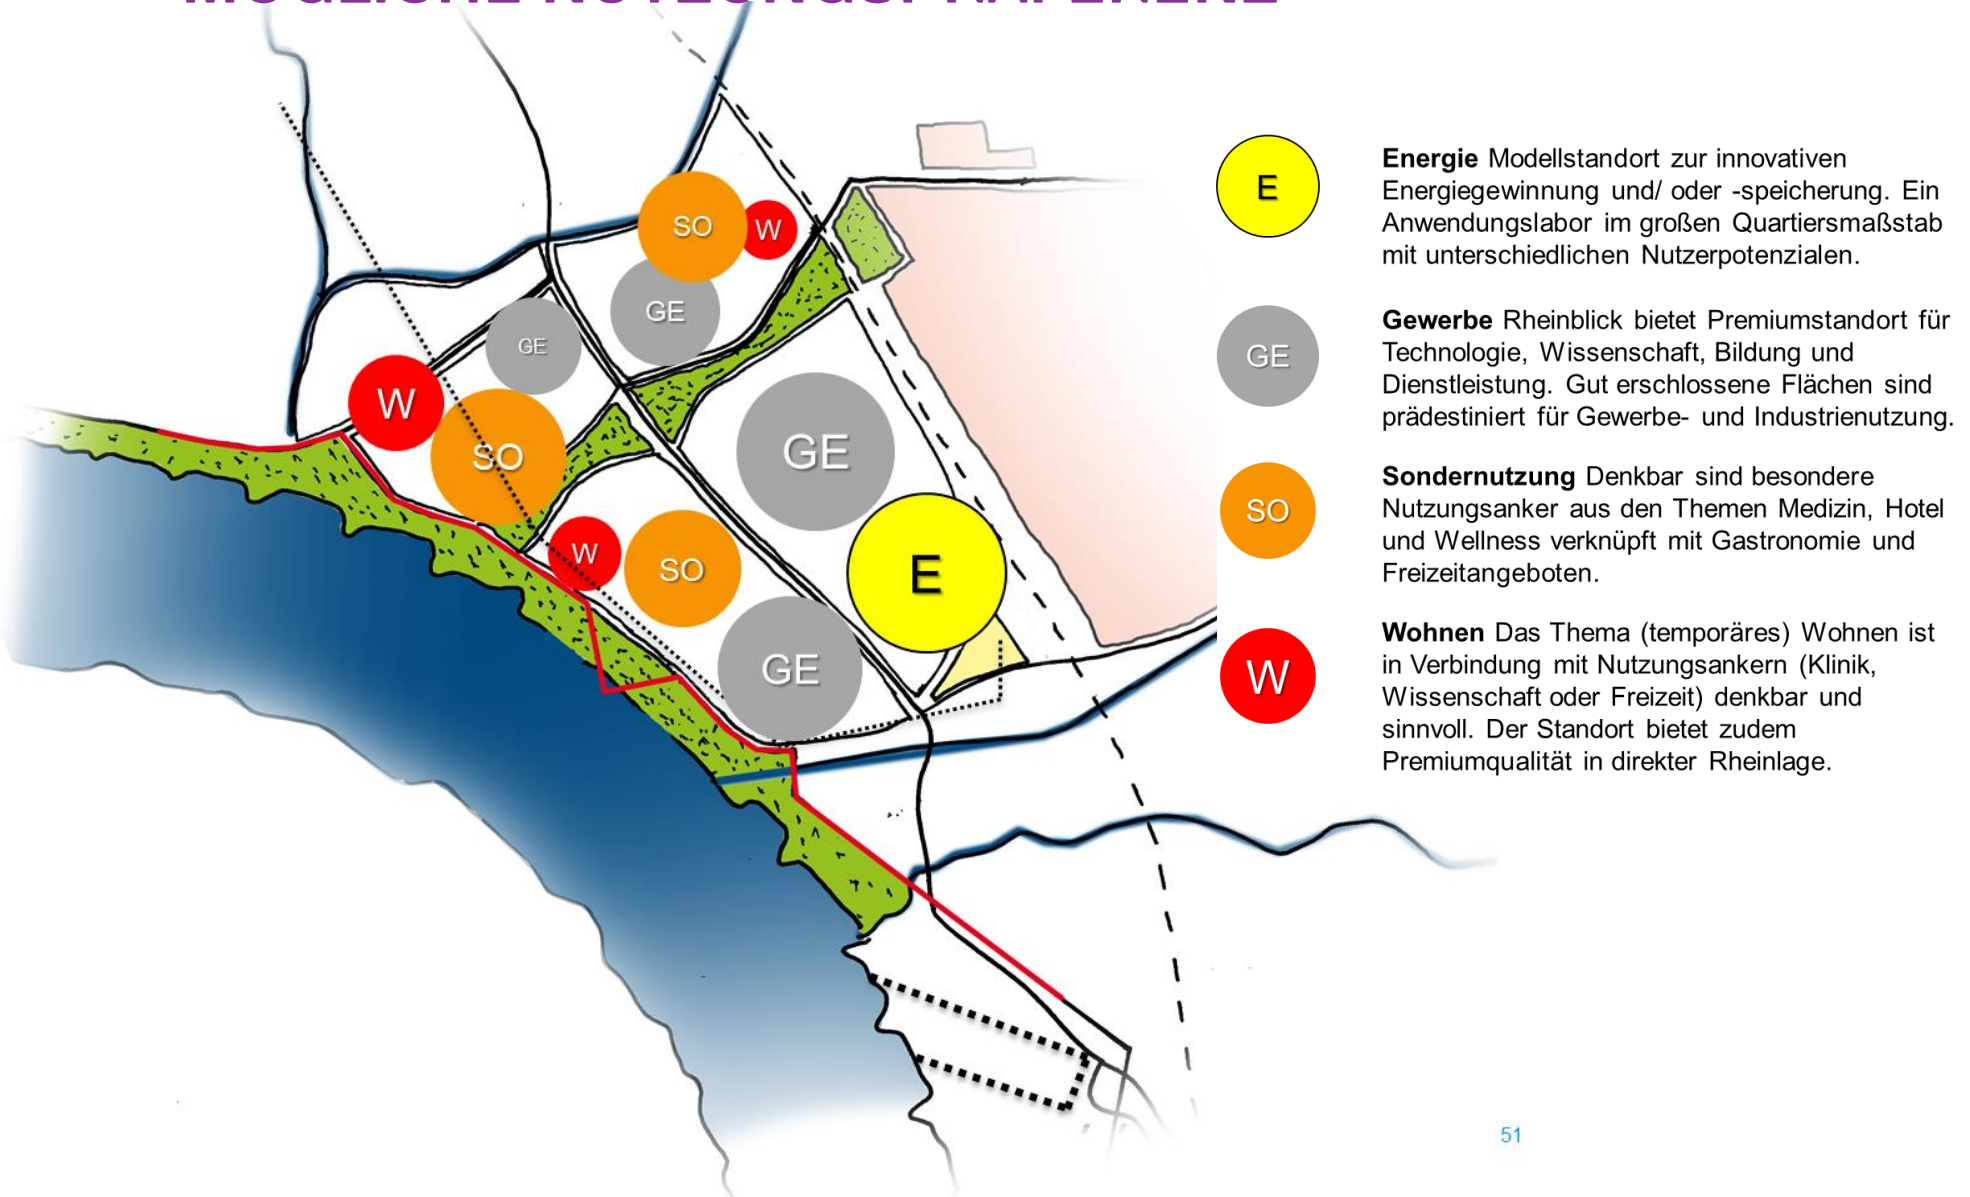 MÖGLICHE NUTZUNGSPRÄFERENZ
SO
W
GE
GE
W
SO
GE
E
W
SO
GE
E
Energie Modellstandort zur innovativen
Energiegewinnung und/ oder -speicherung. Ein
Anwendungslabor im großen Quartiersmaßstab
mit unterschiedlichen Nutzerpotenzialen.
GE
Gewerbe Rheinblick bietet Premiumstandort für
Technologie, Wissenschaft, Bildung und
Dienstleistung. Gut erschlossene Flächen sind
prädestiniert für Gewerbe- und Industrienutzung.
SO
Sondernutzung Denkbar sind besondere
Nutzungsanker aus den Themen Medizin, Hotel
und Wellness verknüpft mit Gastronomie und
Freizeitangeboten.
W
Wohnen Das Thema (temporäres) Wohnen ist
in Verbindung mit Nutzungsankern (Klinik,
Wissenschaft oder Freizeit) denkbar und
sinnvoll. Der Standort bietet zudem
Premiumqualität in direkter Rheinlage.
51